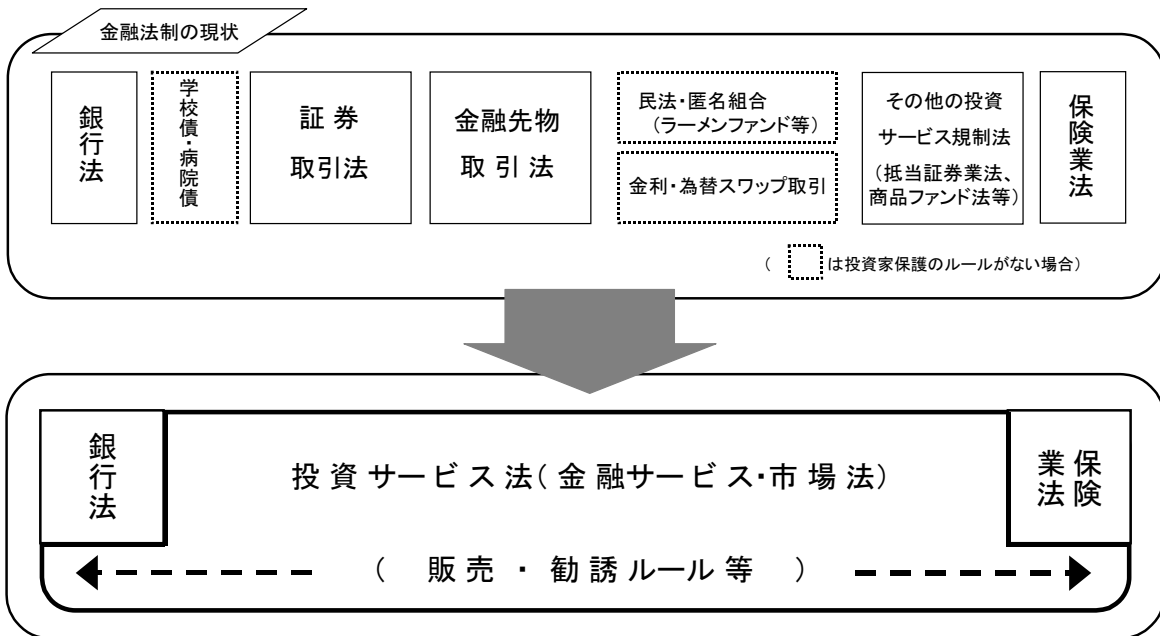 金融法制の現状
銀行法
学校債・病院債
証券
取引法
金融先物
取引法
民法・匿名組合
（ラーメンファンド等）
金利・為替スワップ取引
その他の投資
サービス規制法
（抵当証券業法、
商品ファンド法等）
保険業法
（　は投資家保護のルールがない場合）
銀行法
投資サービス法（金融サービス・市場法）
保険
業法
（　販売・勧誘ルール等　）